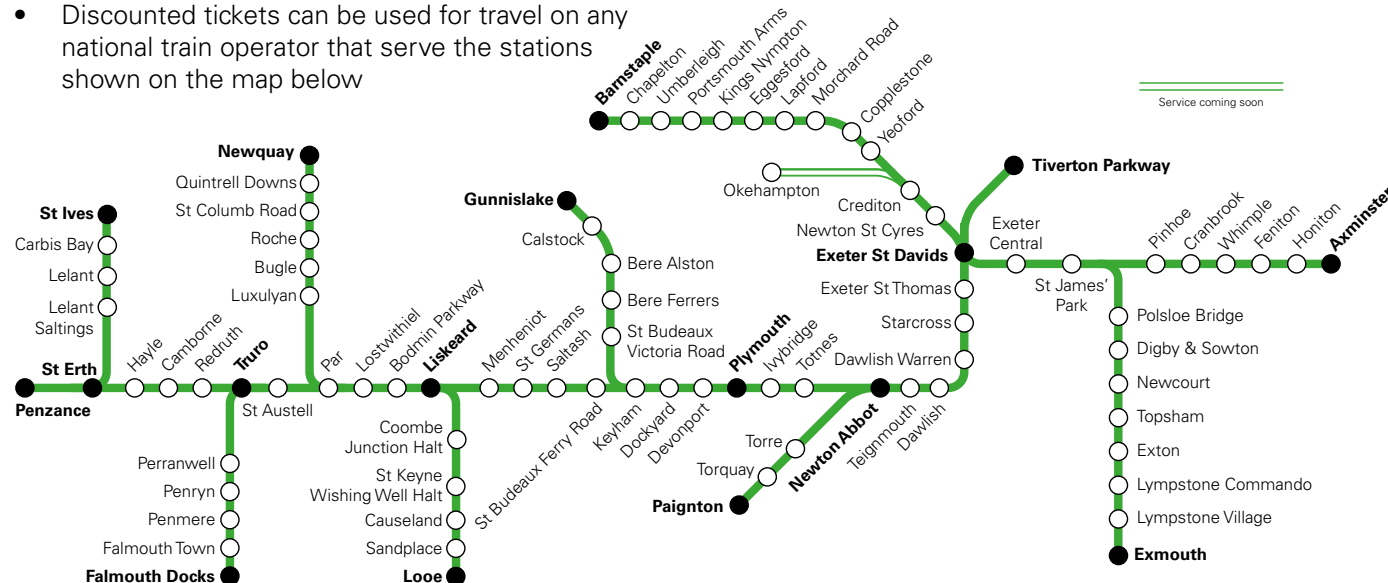 • Discounted tickets can be used for travel on any
national train operator that serve the stations
shown on the map below
Service coming soon
Barnstaple
Chapelton
Umberleigh
Portsmouth Arms
Kings Nympton
Eggesford
Lapford
Morchard Road
Copplestone
Yeoford
Okehampton
Crediton
Newton St Cyres
Exeter St Davids
Tiverton Parkway
Exeter
Central
St James'
Park
Pinhoe
Cranbrook
Whimple
Feniton
Honiton
Axminster
Polsloe Bridge
Digby & Sowton
Newcourt
Topsham
Exton
Lympstone Commando
Lympstone Village
Exmouth
Exeter St Thomas
Starcross
Dawlish Warren
Dawlish
Teignmouth
Newton Abbot
Torre
Torquay
Paignton
Totnes
Ivybridge
Plymouth
Devonport
Dockyard
Keyham
Gunnislake
Calstock
Bere Alston
Bere Ferrers
St Budeaux
Victoria Road
St Budeaux Ferry Road
Saltash
St Germans
Menheniot
Liskeard
Coombe
Junction Halt
St Keyne
Wishing Well Halt
Causeland
Sandplace
Looe
Bodmin Parkway
Lostwithiel
Par
Newquay
Quintrell Downs
St Columb Road
Roche
Bugle
Luxulyan
St Austell
Truro
Perranwell
Penryn
Penmere
Falmouth Town
Falmouth Docks
Redruth
Camborne
Hayle
St Ives
Carbis Bay
Lelant
Lelant
Saltings
St Erth
Penzance